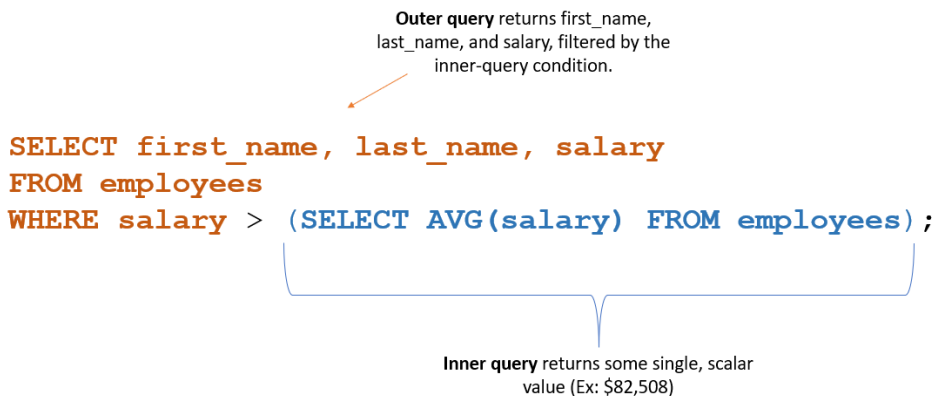 Outer query returns first_name,
last_name, and salary, filtered by the
inner-query condition.
SELECT first_name, last_name, salary
FROM employees
WHERE salary > (SELECT AVG(salary) FROM employees);
Inner query returns some single, scalar
value (Ex: $82,508)